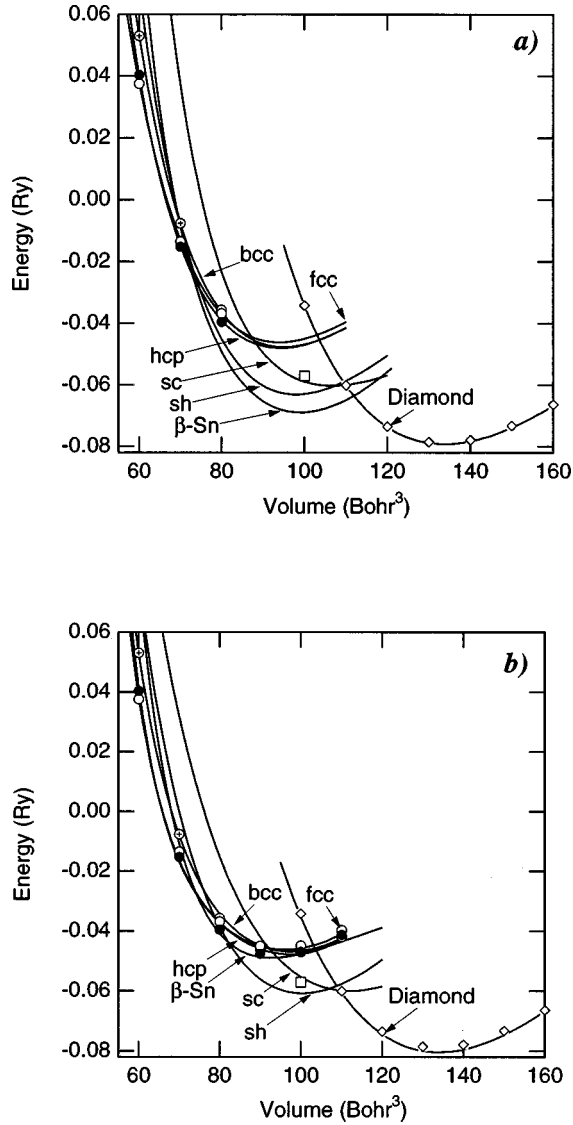 a)
0.06
0.04
0.02
0.00
-0.02
-0.04
-0.06
-0.08
Energy (Ry)
bcc
fcc
hcp
sc
sh
β-Sn
Diamond
60 80 100 120 140 160
Volume (Bohr³)
b)
0.06
0.04
0.02
0.00
-0.02
-0.04
-0.06
-0.08
Energy (Ry)
bcc
fcc
hcp
β-Sn
sc
sh
Diamond
60 80 100 120 140 160
Volume (Bohr³)